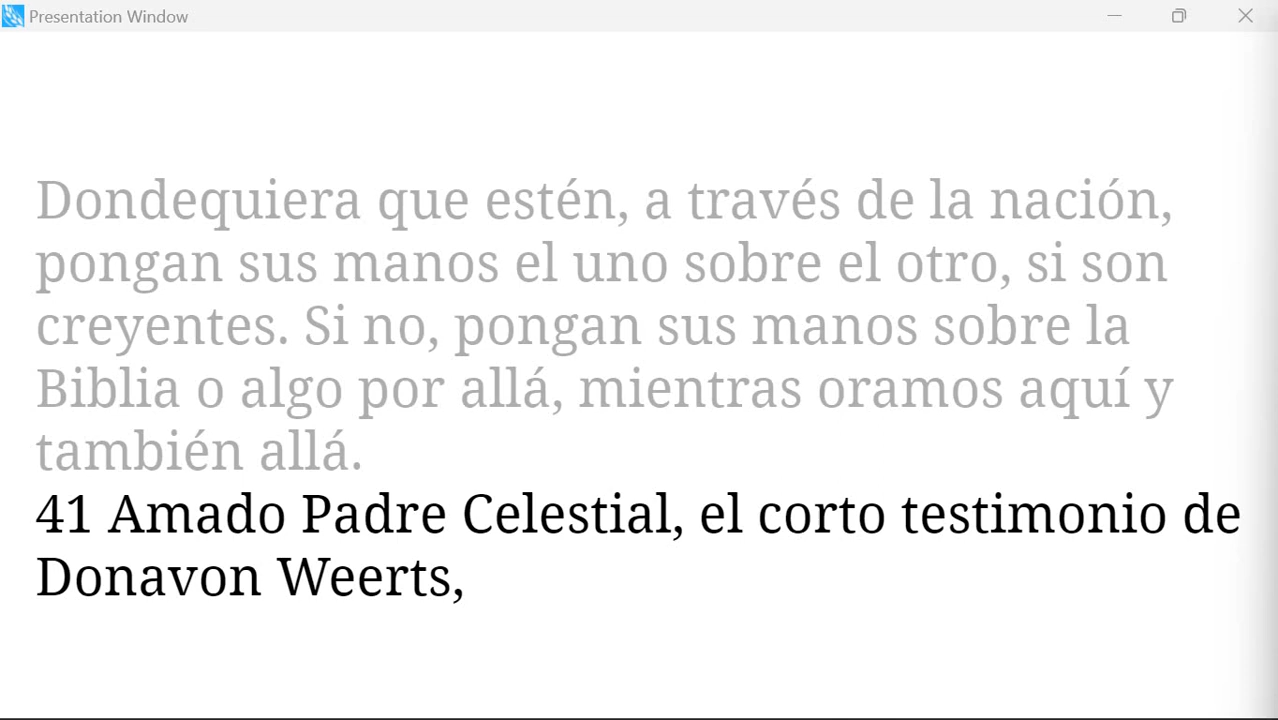 Presentation Window
Dondequiera que estén, a través de la nación,
pongan sus manos el uno sobre el otro, si son
creyentes. Si no, pongan sus manos sobre la
Biblia o algo por allá, mientras oramos aquí y
también allá.
41 Amado Padre Celestial, el corto testimonio de
Donavon Weerts,